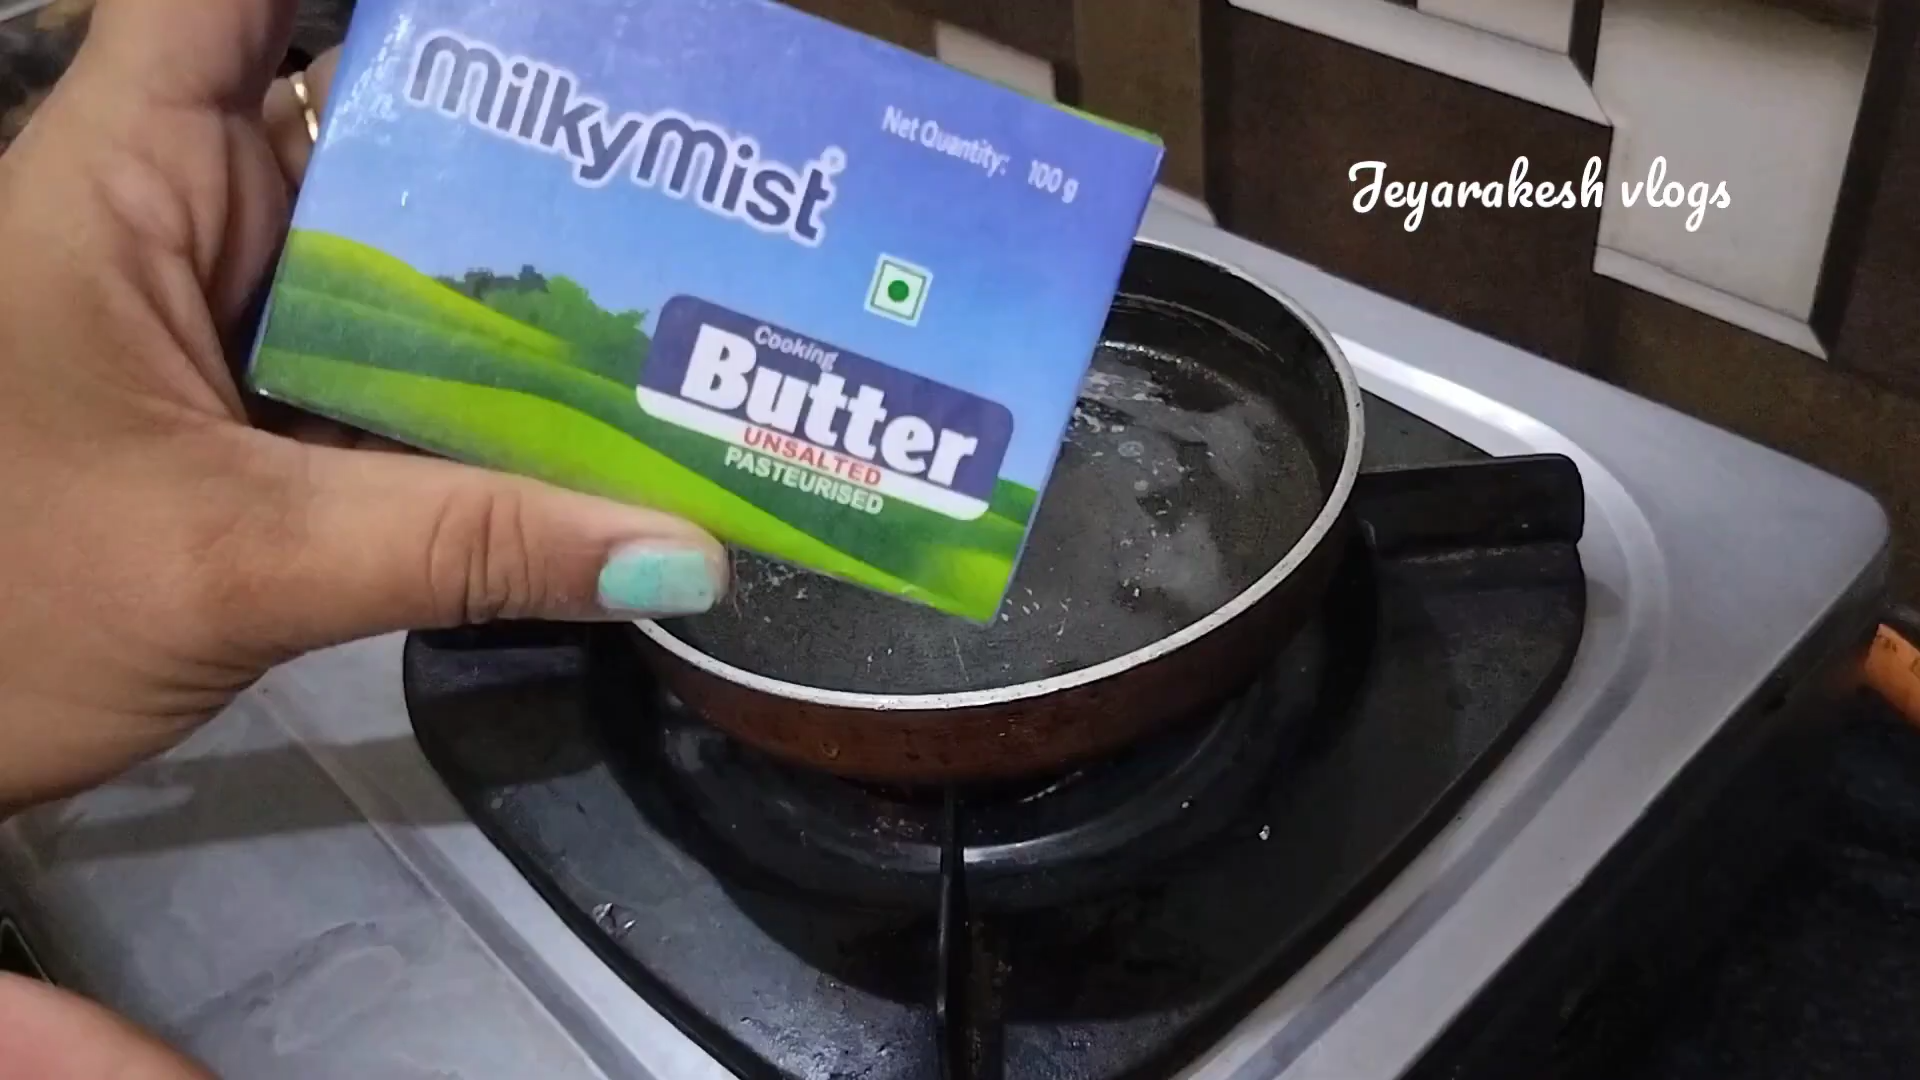 milkyMist®
Net Quantity: 100 g
Cooking
Butter
UNSALTED
PASTEURISED
Jeyarakesh vlogs